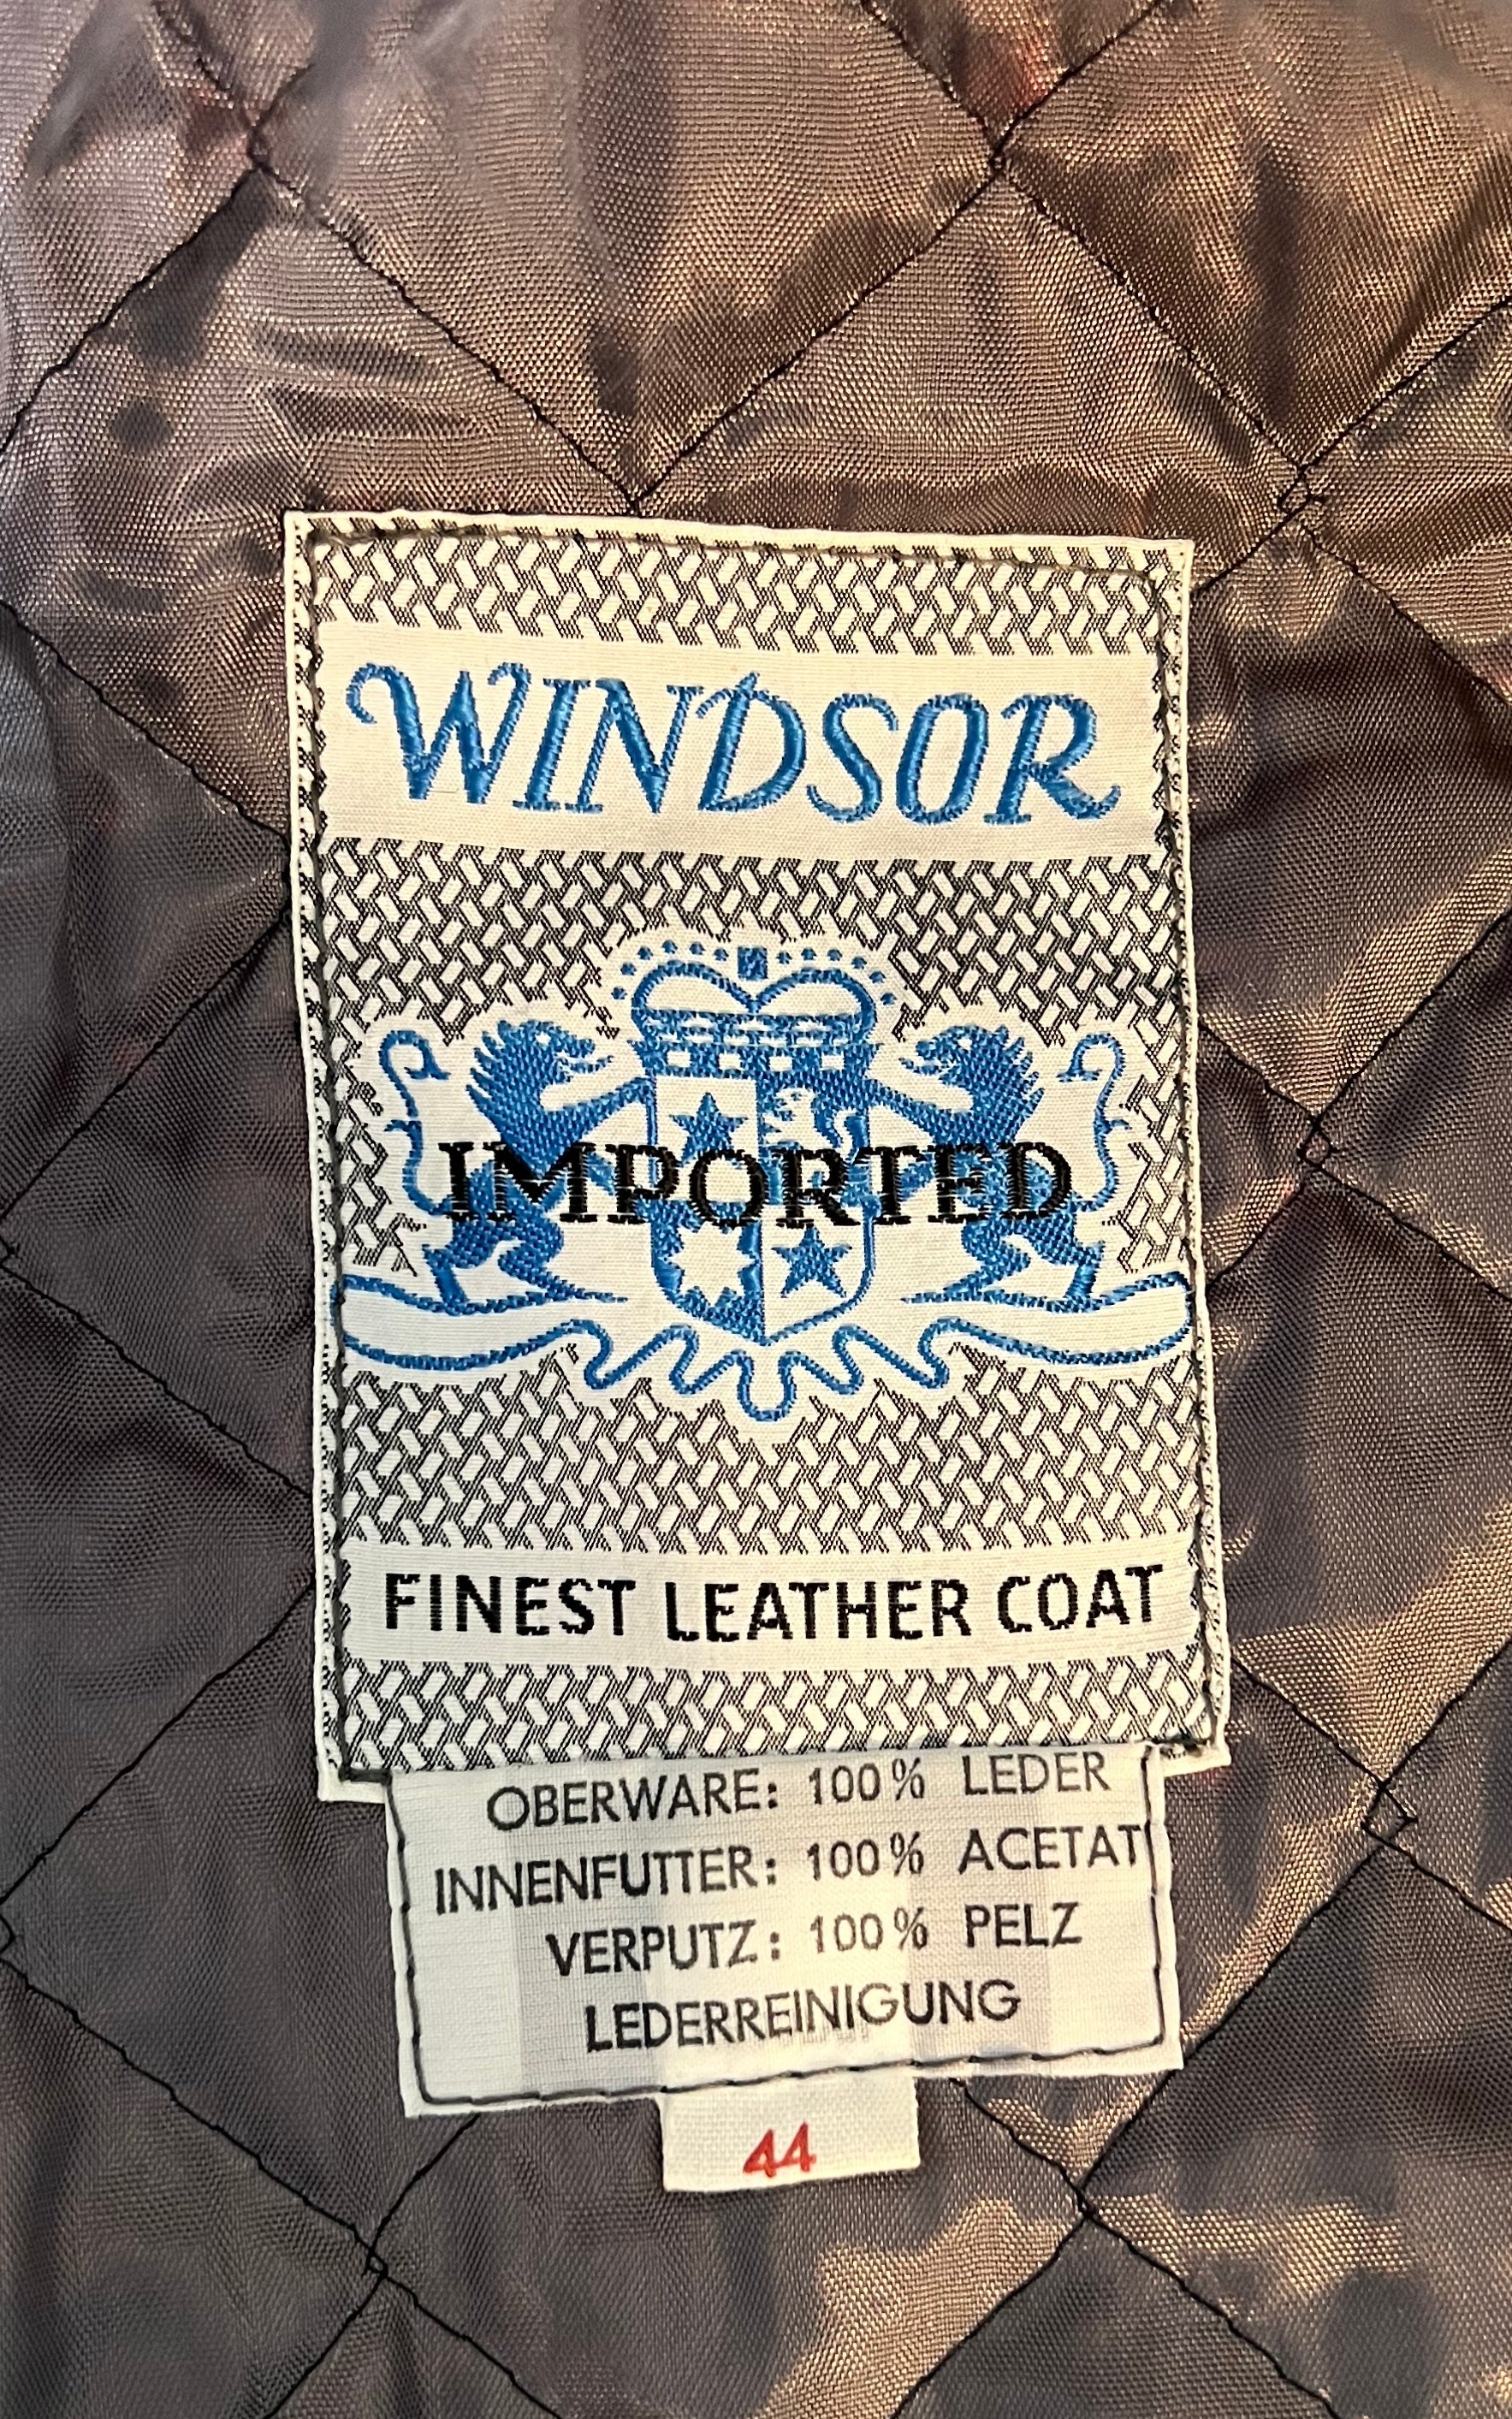 WINDSOR
IMPORTED
FINEST LEATHER COAT
OBERWARE: 100% LEDER
INNENFUTTER: 100% ACETAT
VERPUTZ: 100% PELZ
LEDERREINIGUNG
44